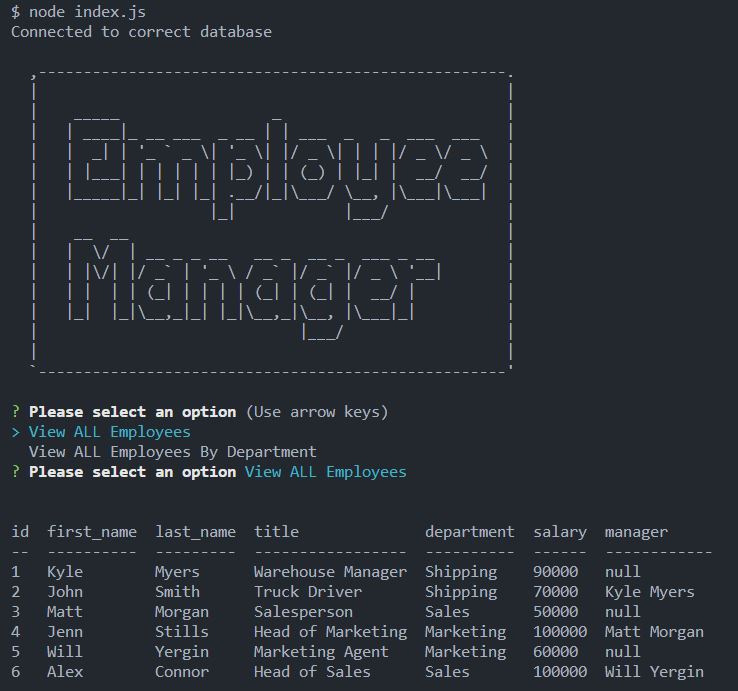 $ node index.js
Connected to correct database
Employee
Manager
? Please select an option (Use arrow keys)
> View ALL Employees
View ALL Employees By Department
? Please select an option View ALL Employees
id first_name last_name title department salary manager
-- ---------- --------- ----------------- ---------- ------ ------------
1 Kyle Myers Warehouse Manager Shipping 90000 null
2 John Smith Truck Driver Shipping 70000 Kyle Myers
3 Matt Morgan Salesperson Sales 50000 null
4 Jenn Stills Head of Marketing Marketing 100000 Matt Morgan
5 Will Yergin Marketing Agent Marketing 60000 null
6 Alex Connor Head of Sales Sales 100000 Will Yergin